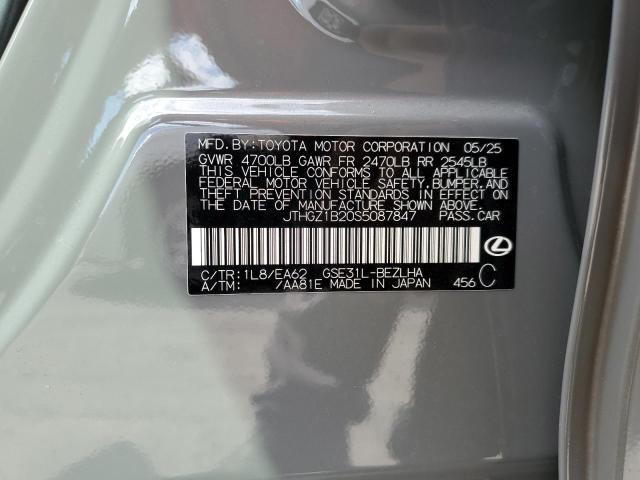 MFD.BY:TOYOTA MOTOR CORPORATION 05/25
GVWR 4700LB GAWR FR 2470LB RR 2545LB
THIS VEHICLE CONFORMS TO ALL APPLICABLE
FEDERAL MOTOR VEHICLE SAFETY,BUMPER,AND
THEFT PREVENTION STANDARDS IN EFFECT ON
THE DATE OF MANUFACTURE SHOWN ABOVE.
JTHGZ1B20S5087847 PASS.CAR
C/TR:1L8/EA62 GSE31L-BEZLHA
A/TM: /AA81E MADE IN JAPAN 456 C